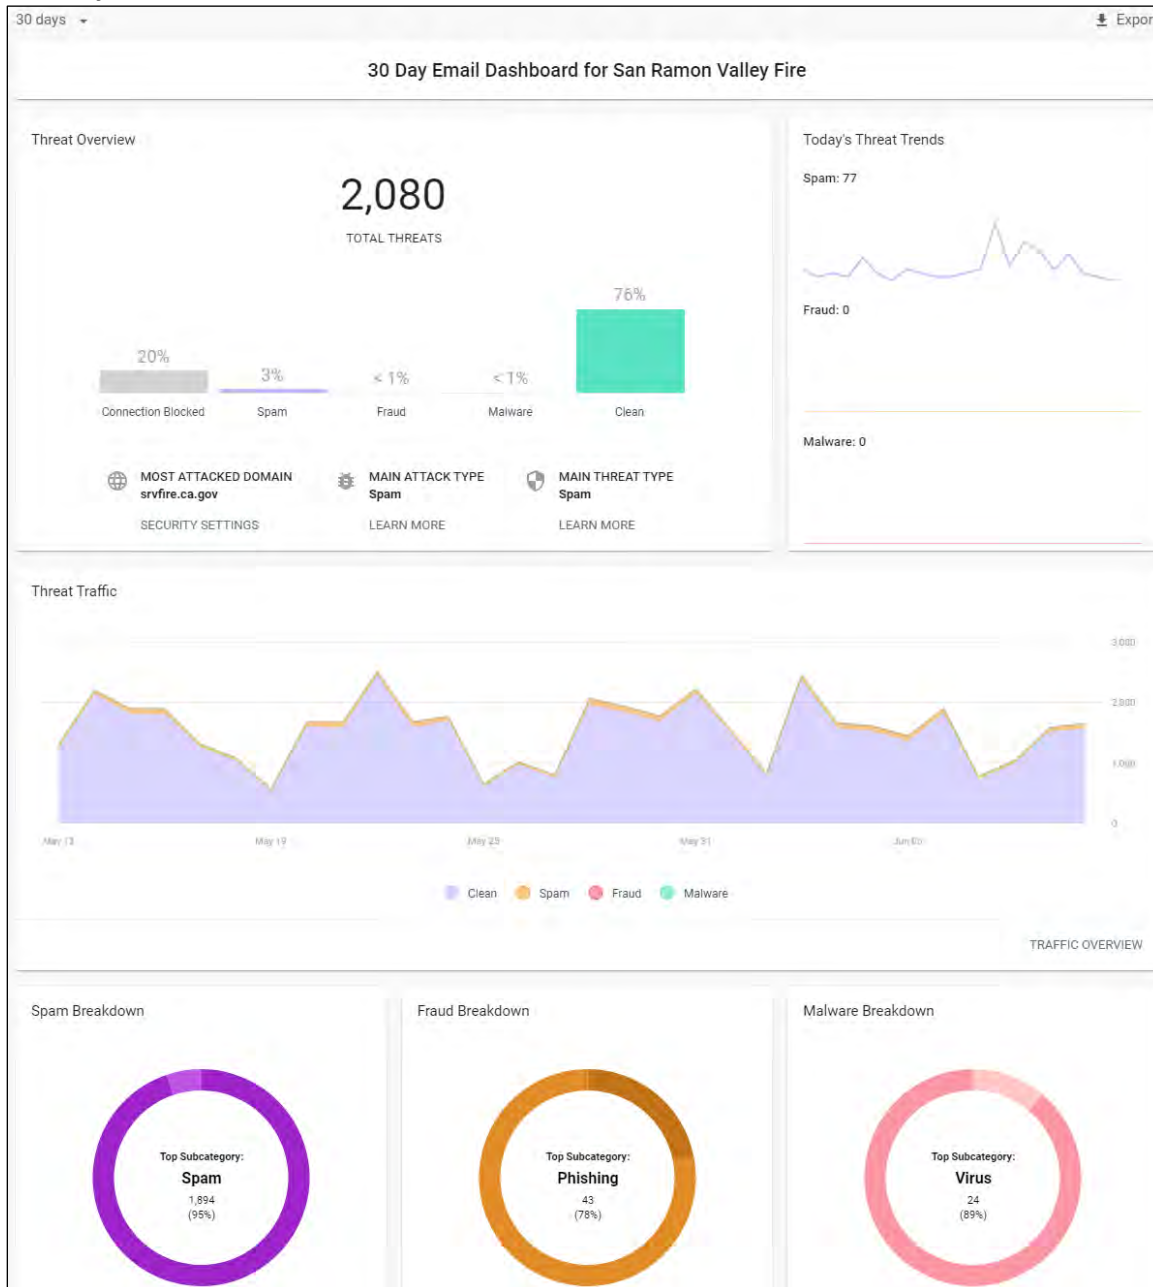 30 days
Expor
30 Day Email Dashboard for San Ramon Valley Fire
Threat Overview
2,080
TOTAL THREATS
20%
3%
< 1%
< 1%
76%
Connection Blocked
Spam
Fraud
Malware
Clean
MOST ATTACKED DOMAIN
srvfire.ca.gov
SECURITY SETTINGS
MAIN ATTACK TYPE
Spam
LEARN MORE
MAIN THREAT TYPE
Spam
LEARN MORE
Today's Threat Trends
Spam: 77
Fraud: 0
Malware: 0
Threat Traffic
3,000
2,000
1,000
0
May 13
May 19
May 25
May 31
Jun 06
Clean
Spam
Fraud
Malware
TRAFFIC OVERVIEW
Spam Breakdown
Top Subcategory:
Spam
1,894
(95%)
Fraud Breakdown
Top Subcategory:
Phishing
43
(78%)
Malware Breakdown
Top Subcategory:
Virus
24
(89%)